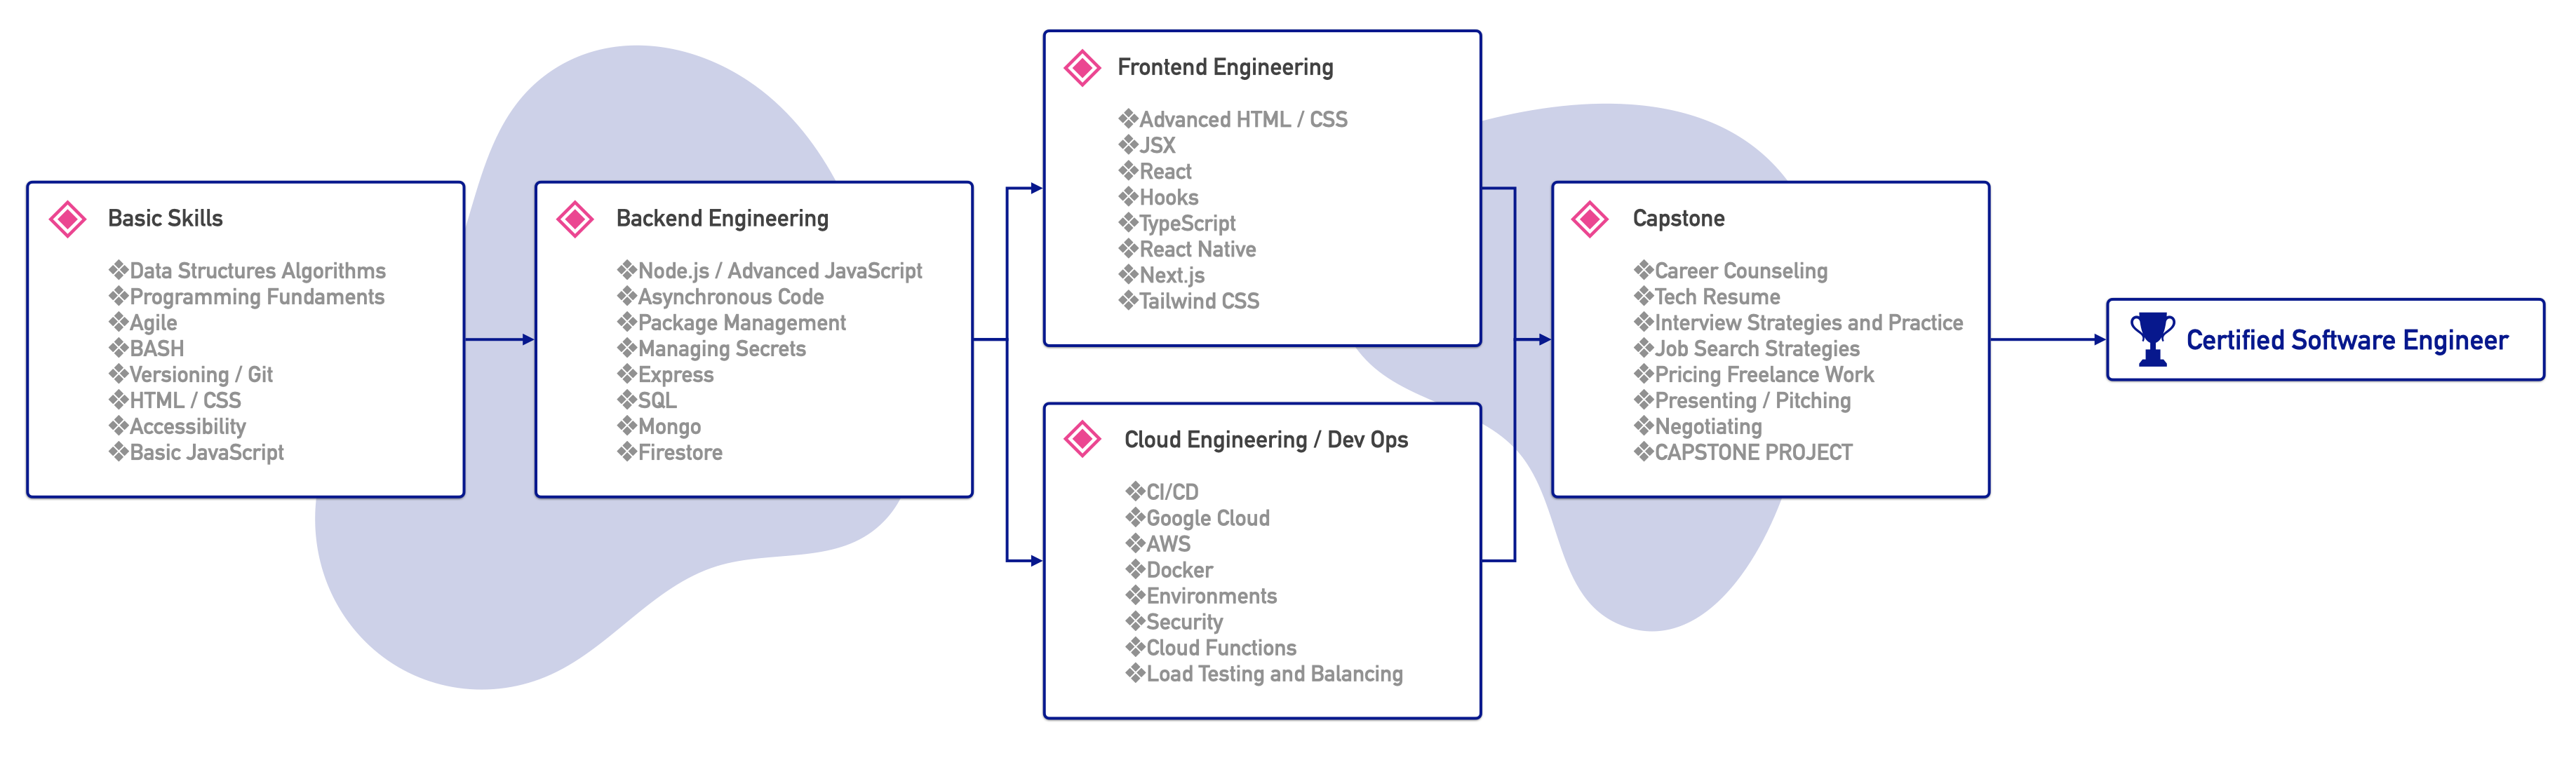 Basic Skills
❖Data Structures Algorithms
❖Programming Fundaments
❖Agile
❖BASH
❖Versioning / Git
❖HTML / CSS
❖Accessibility
❖Basic JavaScript
Backend Engineering
❖Node.js / Advanced JavaScript
❖Asynchronous Code
❖Package Management
❖Managing Secrets
❖Express
❖SQL
❖Mongo
❖Firestore
Frontend Engineering
❖Advanced HTML / CSS
❖JSX
❖React
❖Hooks
❖TypeScript
❖React Native
❖Next.js
❖Tailwind CSS
Cloud Engineering / Dev Ops
❖CI/CD
❖Google Cloud
❖AWS
❖Docker
❖Environments
❖Security
❖Cloud Functions
❖Load Testing and Balancing
Capstone
❖Career Counseling
❖Tech Resume
❖Interview Strategies and Practice
❖Job Search Strategies
❖Pricing Freelance Work
❖Presenting / Pitching
❖Negotiating
❖CAPSTONE PROJECT
Certified Software Engineer